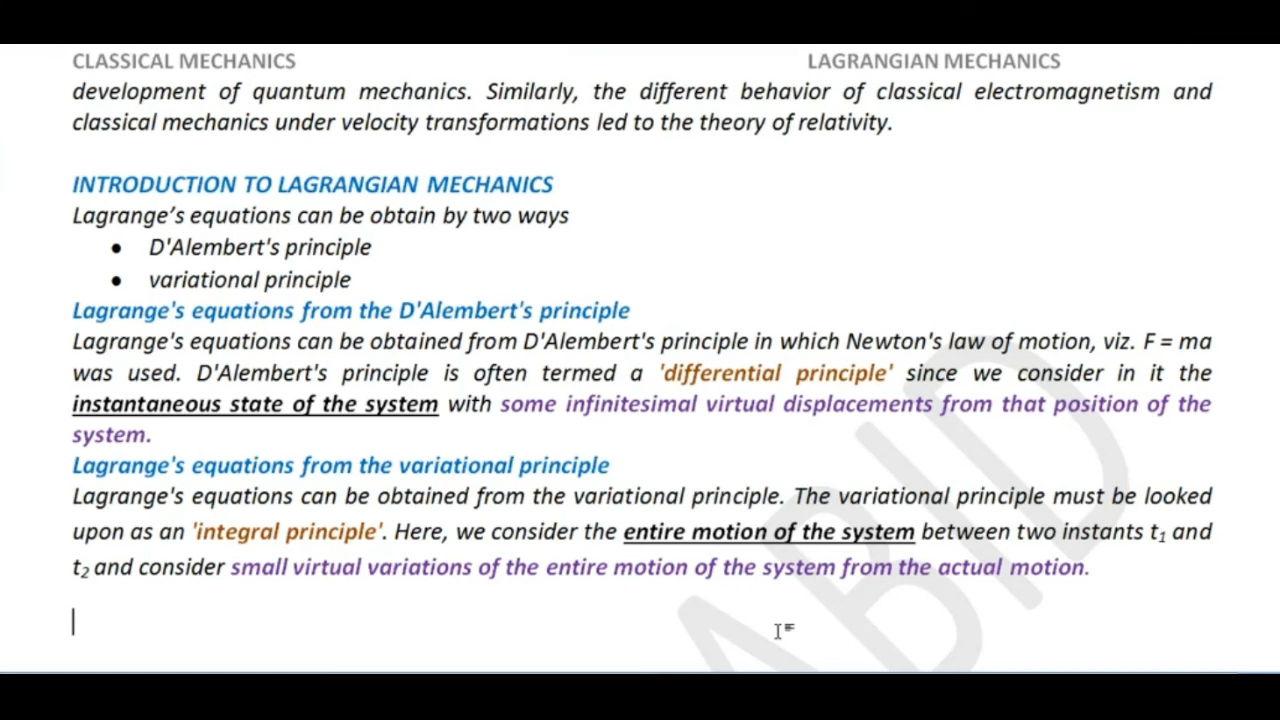 CLASSICAL MECHANICS LAGRANGIAN MECHANICS
development of quantum mechanics. Similarly, the different behavior of classical electromagnetism and
classical mechanics under velocity transformations led to the theory of relativity.
INTRODUCTION TO LAGRANGIAN MECHANICS
Lagrange’s equations can be obtain by two ways
• D'Alembert's principle
• variational principle
Lagrange's equations from the D'Alembert's principle
Lagrange's equations can be obtained from D'Alembert's principle in which Newton's law of motion, viz. F = ma
was used. D'Alembert's principle is often termed a 'differential principle' since we consider in it the
instantaneous state of the system with some infinitesimal virtual displacements from that position of the
system.
Lagrange's equations from the variational principle
Lagrange's equations can be obtained from the variational principle. The variational principle must be looked
upon as an 'integral principle'. Here, we consider the entire motion of the system between two instants t₁ and
t₂ and consider small virtual variations of the entire motion of the system from the actual motion.
ABID